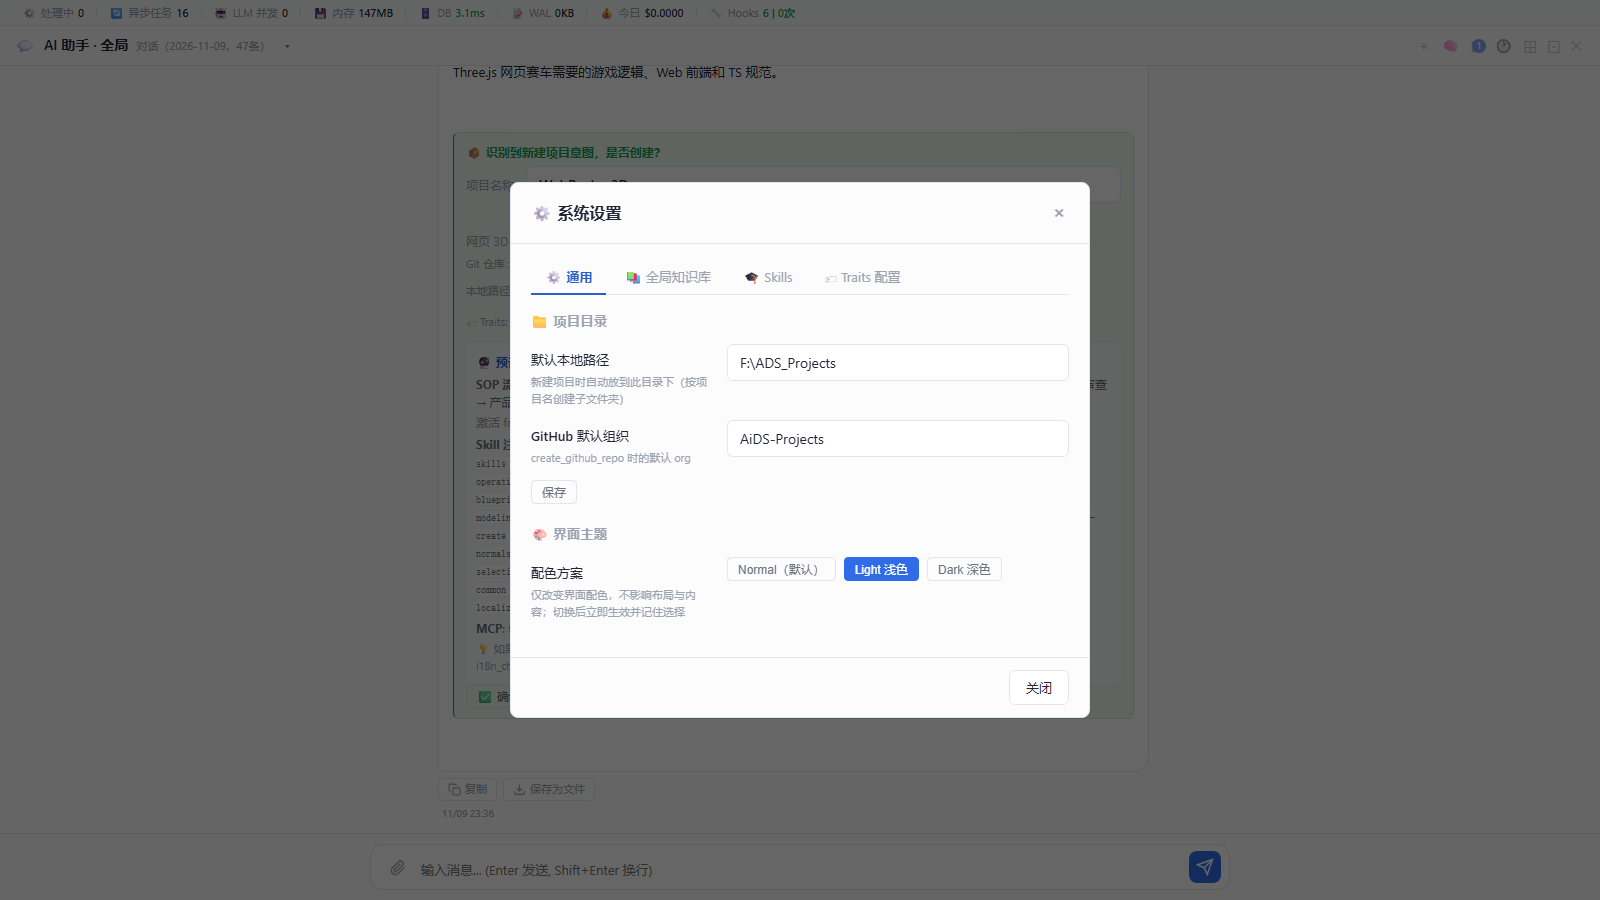 处理中 0 异步任务 16 LLM 并发 0 内存 147MB DB 3.1ms WAL 0KB 今日 $0.0000 Hooks 6 | 0次
AI 助手 · 全局 对话（2026-11-09，47条）
Three.js 网页赛车需要的游戏逻辑、Web 前端和 TS 规范。
识别到新建项目意图，是否创建？
项目名称
系统设置
网页 3D
Git 仓库:
通用 全局知识库 Skills Traits 配置
本地路径
Traits:
项目目录
默认本地路径
F:\ADS_Projects
新建项目时自动放到此目录下（按项
目名创建子文件夹）
SOP
→ 产品
激活
GitHub 默认组织
AiDS-Projects
create_github_repo 时的默认 org
Skill
skills
operati
blueprin
modelin
create
normals
selecti
common
localiz
保存
界面主题
配色方案
Normal（默认） Light 浅色 Dark 深色
仅改变界面配色，不影响布局与内
容；切换后立即生效并记住选择
MCP:
关闭
复制 保存为文件
11/09 23:36
输入消息... (Enter 发送, Shift+Enter 换行)